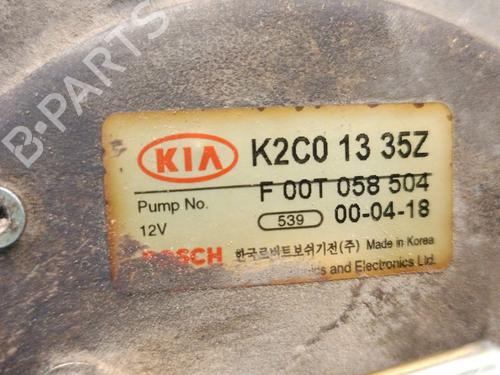 KIA K2C0 13 35Z
F 00T 058 504
Pump No.
12V 539 00-04-18
BOSCH 한국로버트보쉬기전(주) Made in Korea
and Electronics Ltd.
B-PARTS